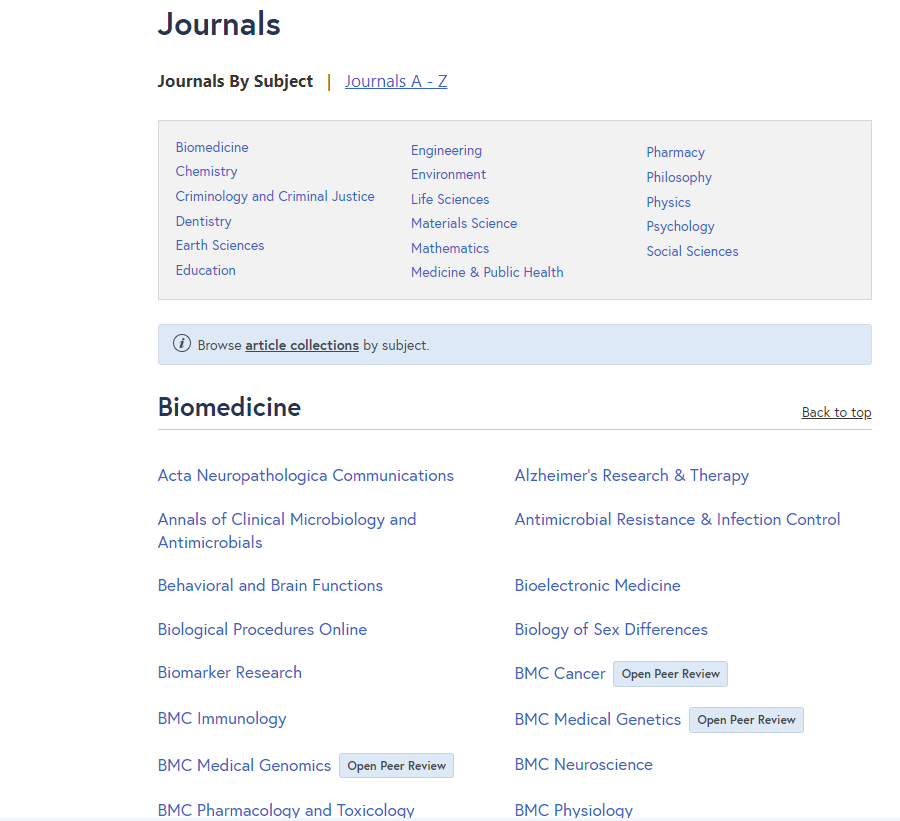 Journals
Journals By Subject | Journals A - Z
Biomedicine
Chemistry
Criminology and Criminal Justice
Dentistry
Earth Sciences
Education
Engineering
Environment
Life Sciences
Materials Science
Mathematics
Medicine & Public Health
Pharmacy
Philosophy
Physics
Psychology
Social Sciences
i Browse article collections by subject.
Biomedicine
Back to top
Acta Neuropathologica Communications
Alzheimer's Research & Therapy
Annals of Clinical Microbiology and
Antimicrobials
Antimicrobial Resistance & Infection Control
Behavioral and Brain Functions
Bioelectronic Medicine
Biological Procedures Online
Biology of Sex Differences
Biomarker Research
BMC Cancer Open Peer Review
BMC Immunology
BMC Medical Genetics Open Peer Review
BMC Medical Genomics Open Peer Review
BMC Neuroscience
BMC Pharmacology and Toxicology
BMC Physiology